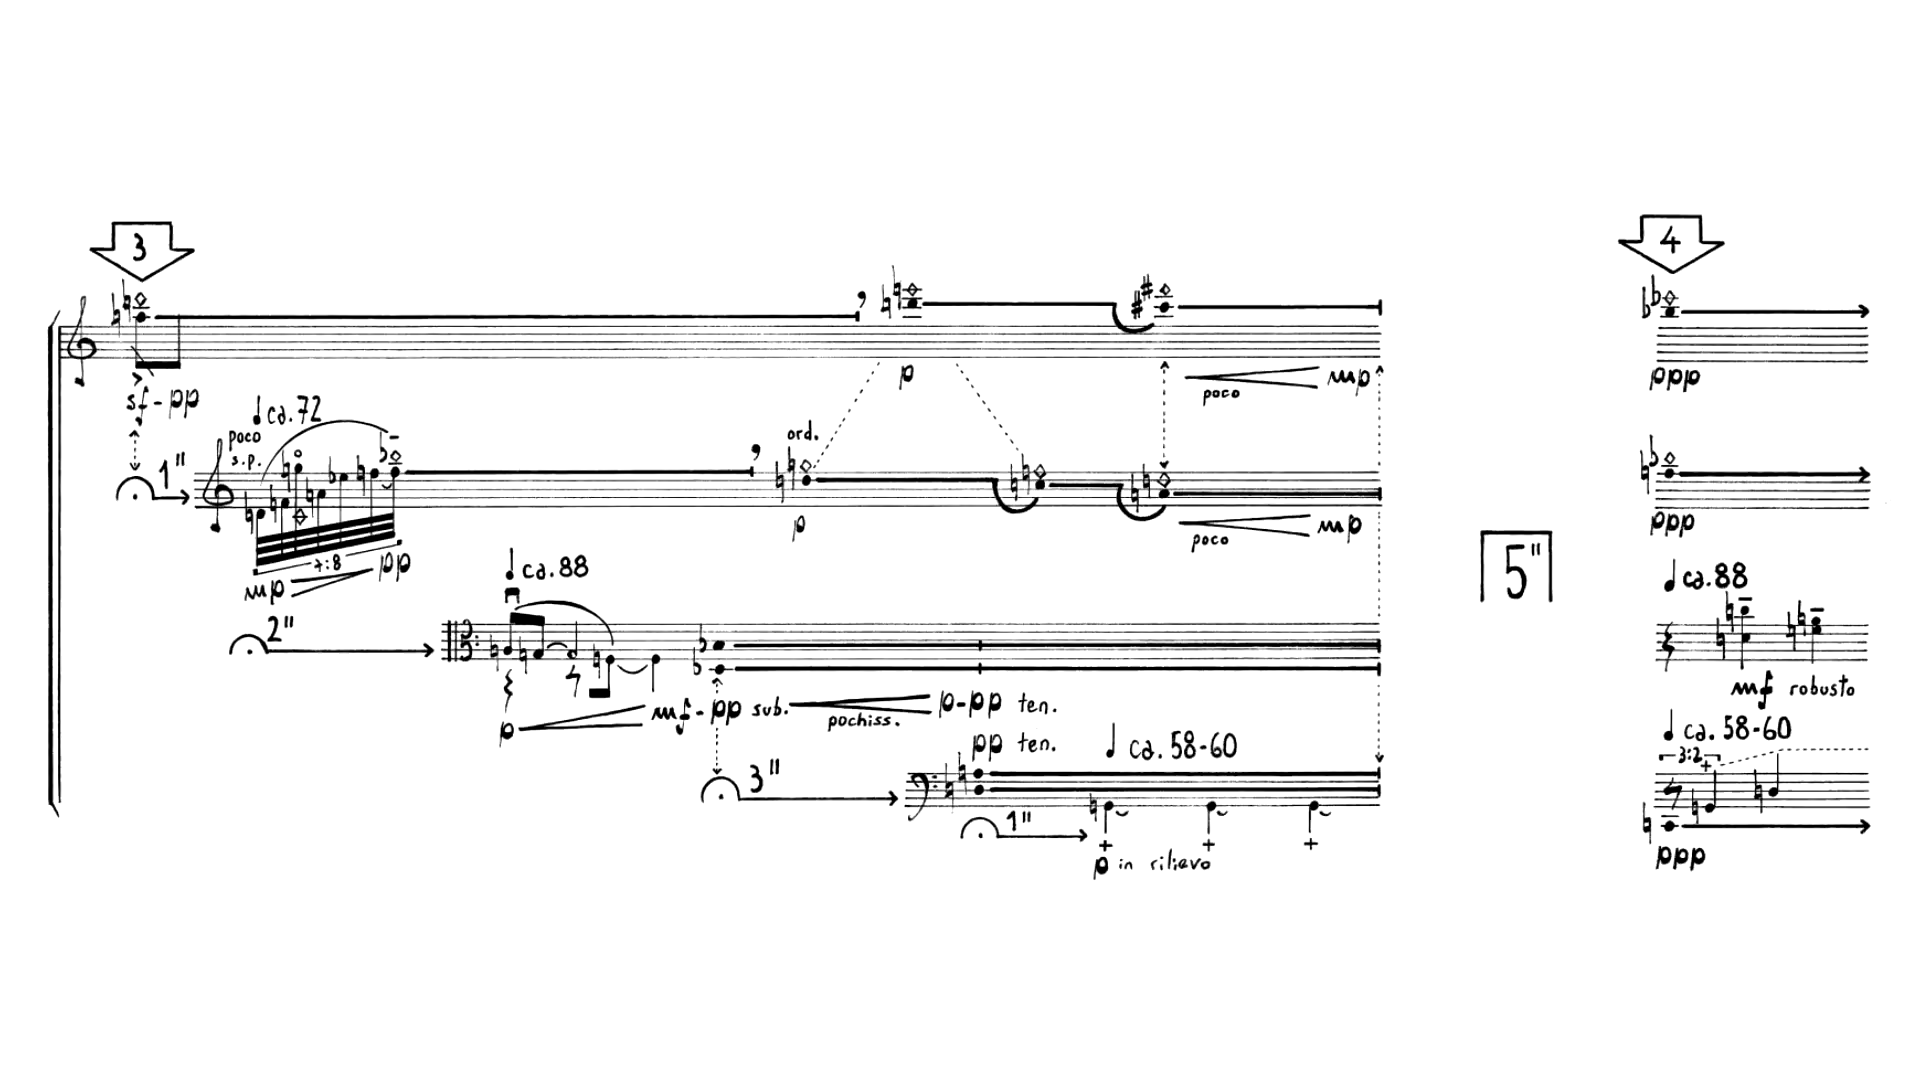 3
4
p
mp
poco
ppp
sf-pp
ca. 72
poco
s.p.
1"
ord.
p
mp
poco
ppp
7:8
mp
pp
ca. 88
5"
ca. 88
2"
mf robusto
p
mf-pp sub.
pochiss.
p-pp ten.
pp ten.
ca. 58-60
ca. 58-60
3:2
3"
1"
p in rilievo
ppp